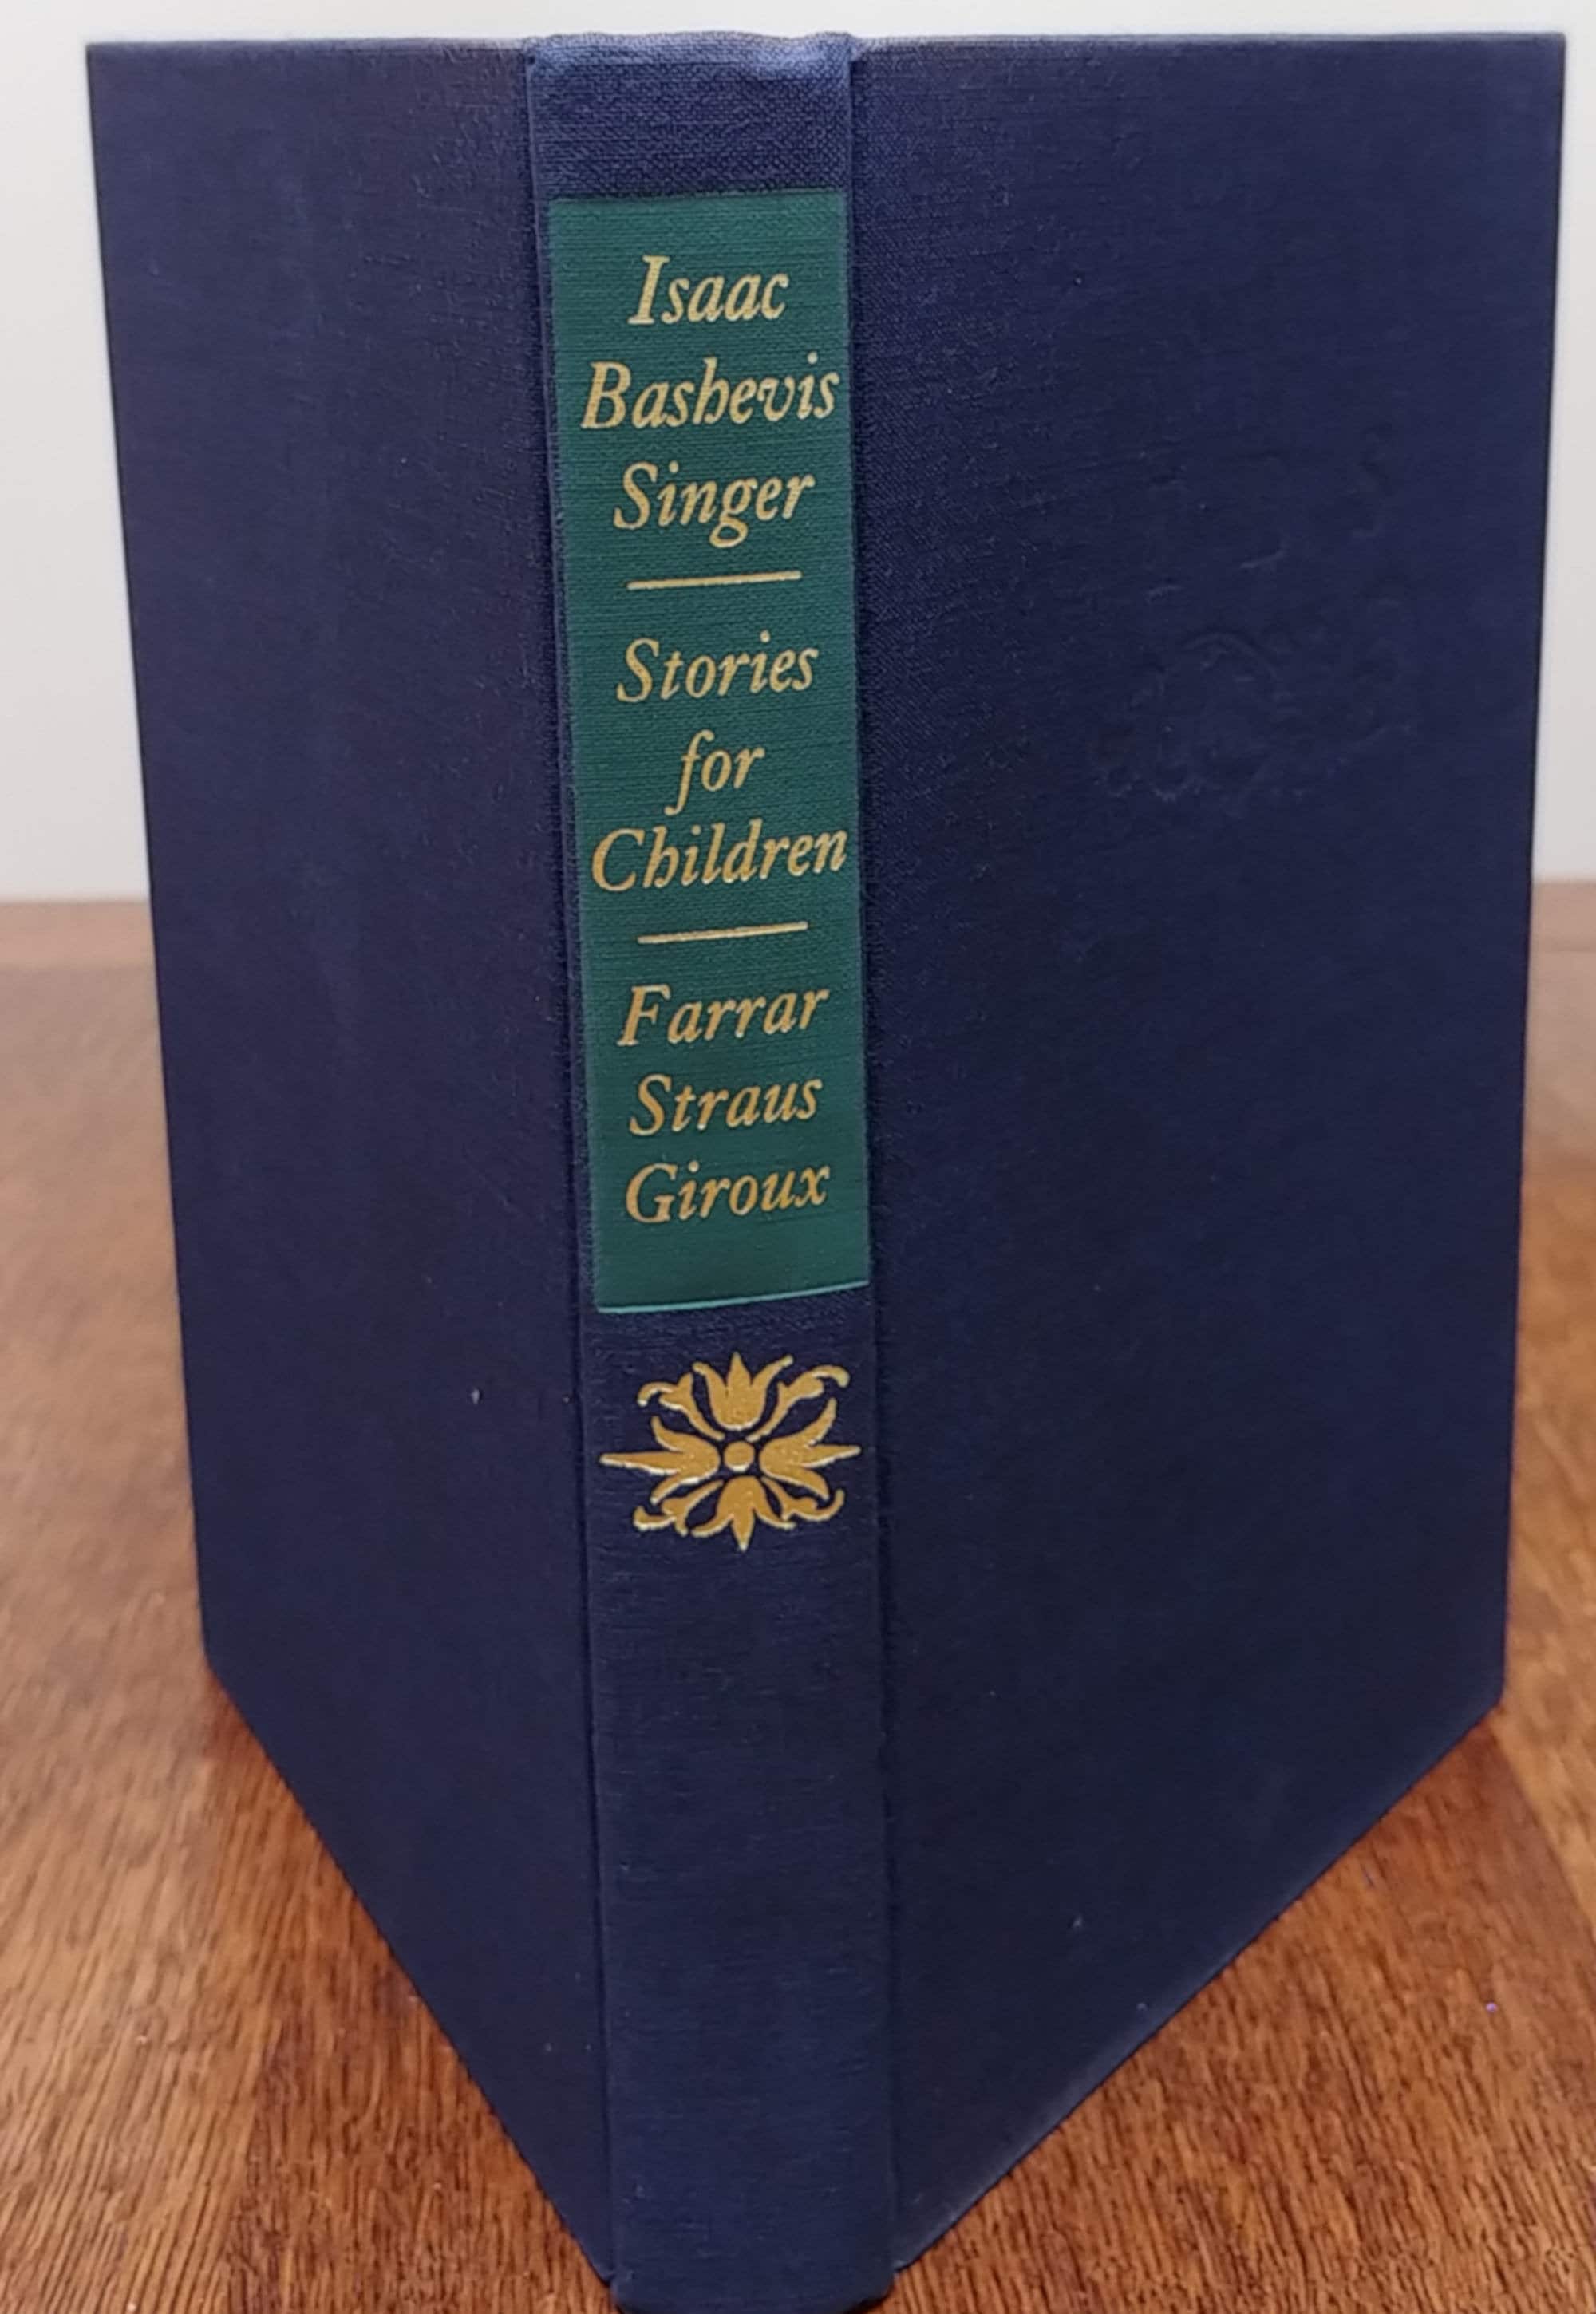 Isaac
Bashevis
Singer
Stories
for
Children
Farrar
Straus
Giroux